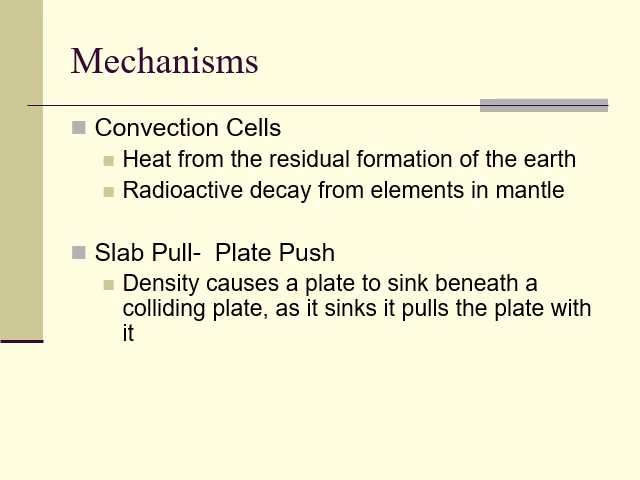 Mechanisms
Convection Cells
Heat from the residual formation of the earth
Radioactive decay from elements in mantle
Slab Pull-  Plate Push
Density causes a plate to sink beneath a
colliding plate, as it sinks it pulls the plate with
it